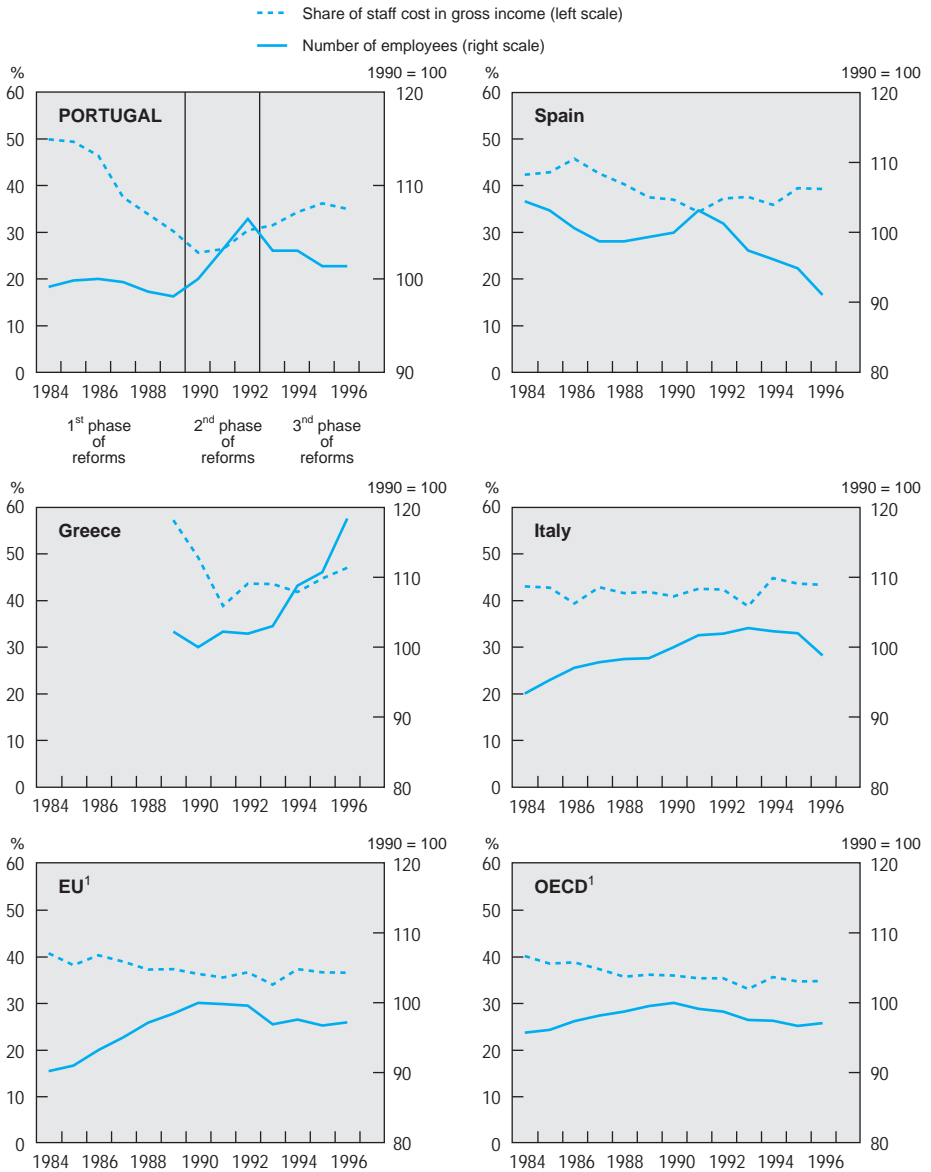 Share of staff cost in gross income (left scale)
Number of employees (right scale)
% 1990 = 100 % 1990 = 100
PORTUGAL Spain
60 120 60 120
50 50
40 110 40 110
30 30 100
20 100 20
10 10 90
0 90 0 80
1984 1986 1988 1990 1992 1994 1996 1984 1986 1988 1990 1992 1994 1996
1st phase of reforms 2nd phase of reforms 3nd phase of reforms
% 1990 = 100 % 1990 = 100
Greece Italy
60 120 60 120
50 110 50 110
40 40
30 100 30 100
20 90 20 90
10 10
0 80 0 80
1984 1986 1988 1990 1992 1994 1996 1984 1986 1988 1990 1992 1994 1996
% 1990 = 100 % 1990 = 100
EU1 OECD1
60 120 60 120
50 110 50 110
40 40
30 100 30 100
20 90 20 90
10 10
0 80 0 80
1984 1986 1988 1990 1992 1994 1996 1984 1986 1988 1990 1992 1994 1996